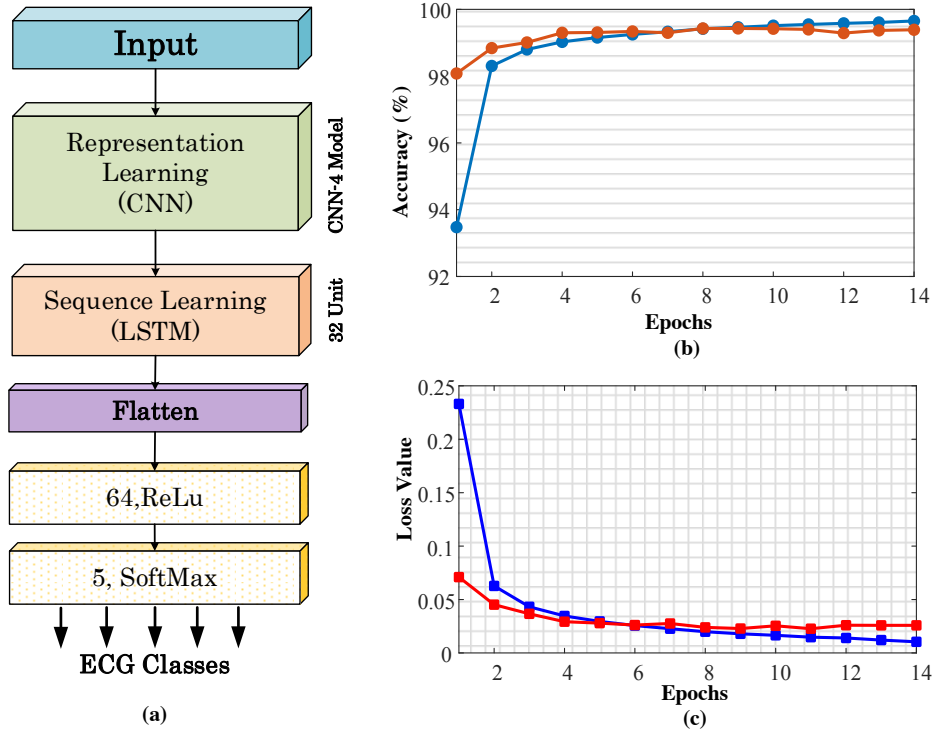 Input
Representation
Learning
(CNN)
CNN-4 Model
Sequence Learning
(LSTM)
32 Unit
Flatten
64,ReLu
5, SoftMax
ECG Classes
(a)
100
98
96
94
92
Accuracy (%)
2 4 6 8 10 12 14
Epochs
(b)
0.25
0.2
0.15
0.1
0.05
0
Loss Value
2 4 6 8 10 12 14
Epochs
(c)